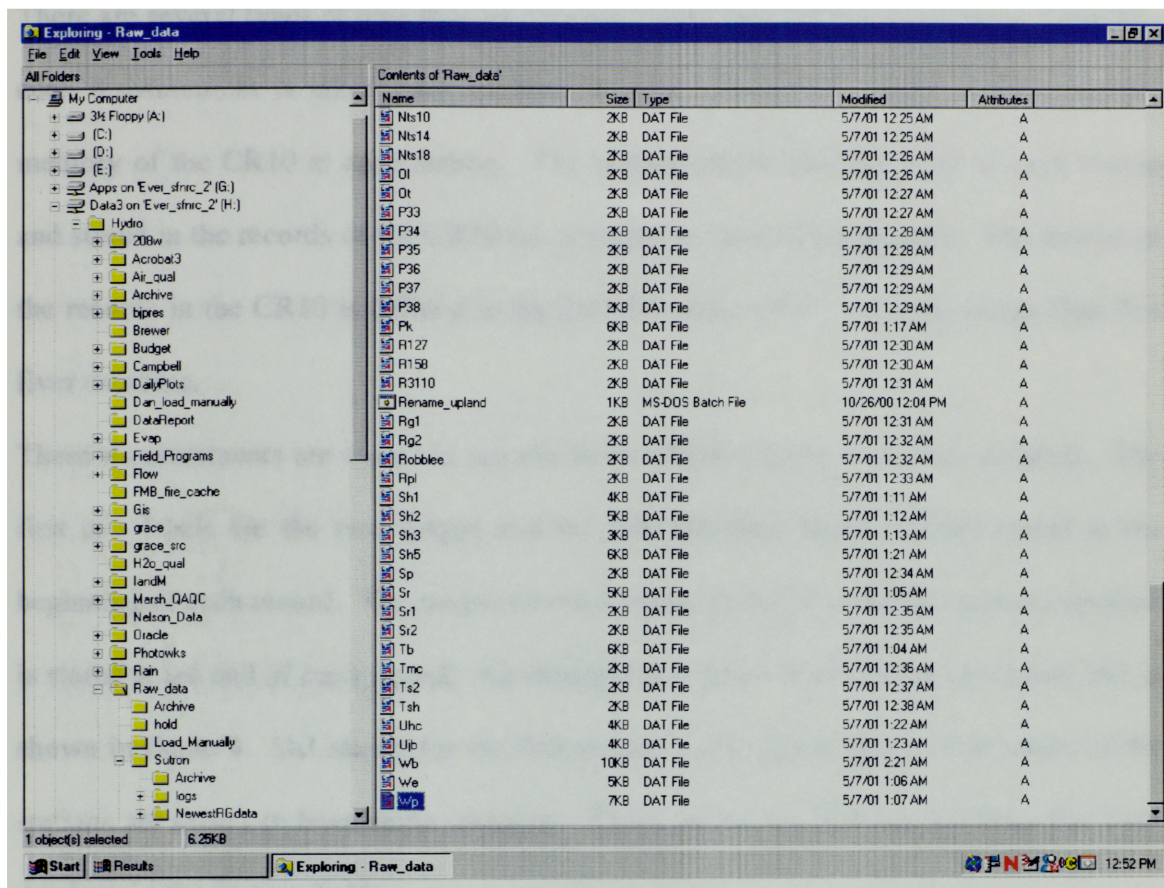 Exploring - Raw_data
File Edit View Tools Help
All Folders
Contents of 'Raw_data'
My Computer
3½ Floppy (A:)
(C:)
(D:)
(E:)
Apps on 'Ever_sfnrc_2' (G:)
Data3 on 'Ever_sfnrc_2' (H:)
Hydro
208w
Acrobat3
Air_qual
Archive
bjpres
Brewer
Budget
Campbell
DailyPlots
Dan_load_manually
DataReport
Evap
Field_Programs
Flow
FMB_fire_cache
Gis
grace
grace_src
H2o_qual
IandM
Marsh_QAQC
Nelson_Data
Oracle
Photowks
Rain
Raw_data
Archive
hold
Load_Manually
Sutron
Archive
logs
NewestRGdata
Name Size Type Modified Attributes
Nts10 2KB DAT File 5/7/01 12:25 AM A
Nts14 2KB DAT File 5/7/01 12:25 AM A
Nts18 2KB DAT File 5/7/01 12:26 AM A
Ol 2KB DAT File 5/7/01 12:26 AM A
Ot 2KB DAT File 5/7/01 12:27 AM A
P33 2KB DAT File 5/7/01 12:27 AM A
P34 2KB DAT File 5/7/01 12:28 AM A
P35 2KB DAT File 5/7/01 12:28 AM A
P36 2KB DAT File 5/7/01 12:29 AM A
P37 2KB DAT File 5/7/01 12:29 AM A
P38 2KB DAT File 5/7/01 12:29 AM A
Pk 6KB DAT File 5/7/01 1:17 AM A
R127 2KB DAT File 5/7/01 12:30 AM A
R158 2KB DAT File 5/7/01 12:30 AM A
R3110 2KB DAT File 5/7/01 12:31 AM A
Rename_upland 1KB MS-DOS Batch File 10/26/00 12:04 PM A
Rg1 2KB DAT File 5/7/01 12:31 AM A
Rg2 2KB DAT File 5/7/01 12:32 AM A
Robblee 2KB DAT File 5/7/01 12:32 AM A
Rpl 2KB DAT File 5/7/01 12:33 AM A
Sh1 4KB DAT File 5/7/01 1:11 AM A
Sh2 5KB DAT File 5/7/01 1:12 AM A
Sh3 3KB DAT File 5/7/01 1:13 AM A
Sh5 6KB DAT File 5/7/01 1:21 AM A
Sp 2KB DAT File 5/7/01 12:34 AM A
Sr 5KB DAT File 5/7/01 1:05 AM A
Sr1 2KB DAT File 5/7/01 12:35 AM A
Sr2 2KB DAT File 5/7/01 12:35 AM A
Tb 6KB DAT File 5/7/01 1:04 AM A
Tmc 2KB DAT File 5/7/01 12:36 AM A
Ts2 2KB DAT File 5/7/01 12:37 AM A
Tsh 2KB DAT File 5/7/01 12:38 AM A
Uhc 4KB DAT File 5/7/01 1:22 AM A
Ujb 4KB DAT File 5/7/01 1:23 AM A
Wb 10KB DAT File 5/7/01 2:21 AM A
We 5KB DAT File 5/7/01 1:06 AM A
Wp 7KB DAT File 5/7/01 1:07 AM A
1 object(s) selected 6.25KB
Start Results Exploring - Raw_data 12:52 PM